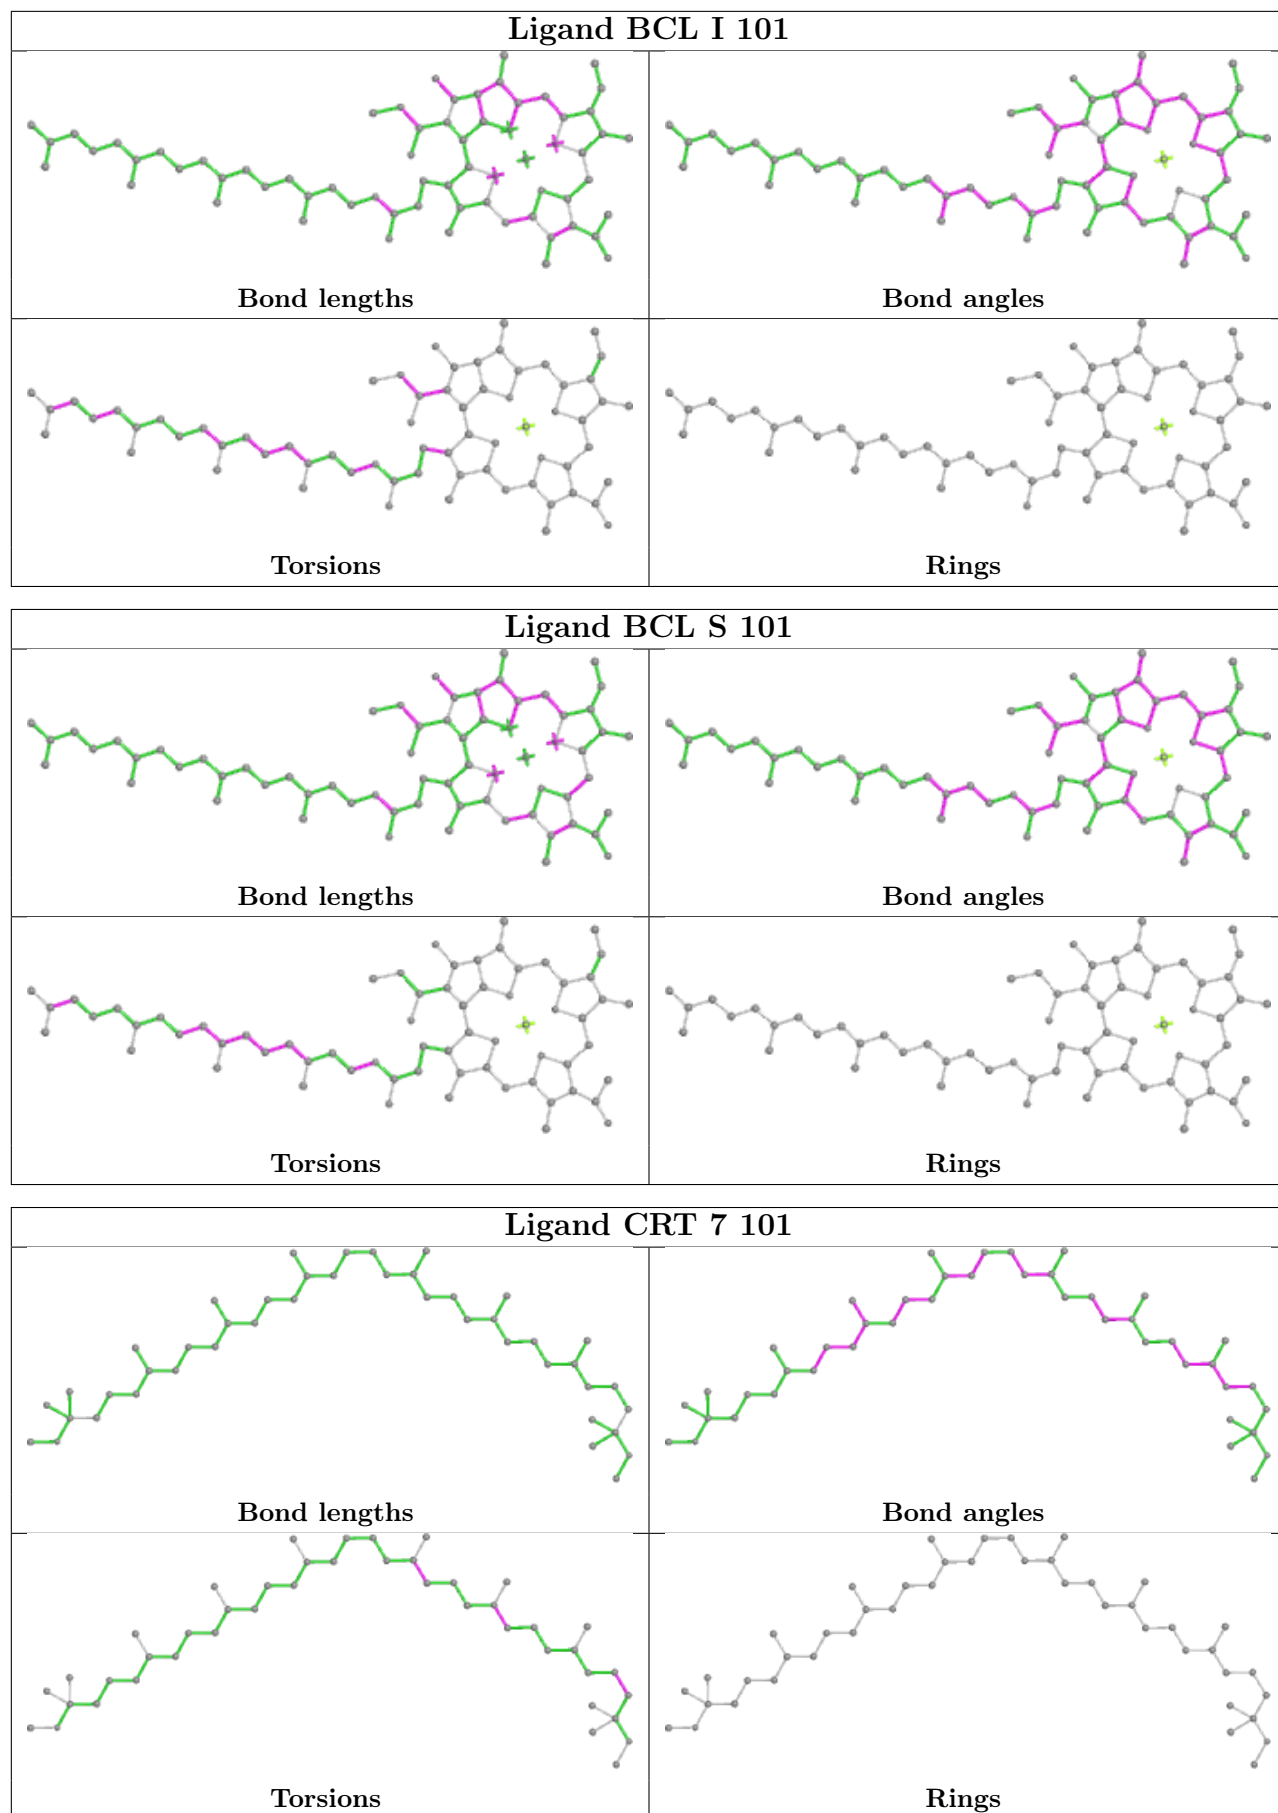 Ligand BCL I 101
Bond lengths
Bond angles
Torsions
Rings
Ligand BCL S 101
Bond lengths
Bond angles
Torsions
Rings
Ligand CRT 7 101
Bond lengths
Bond angles
Torsions
Rings